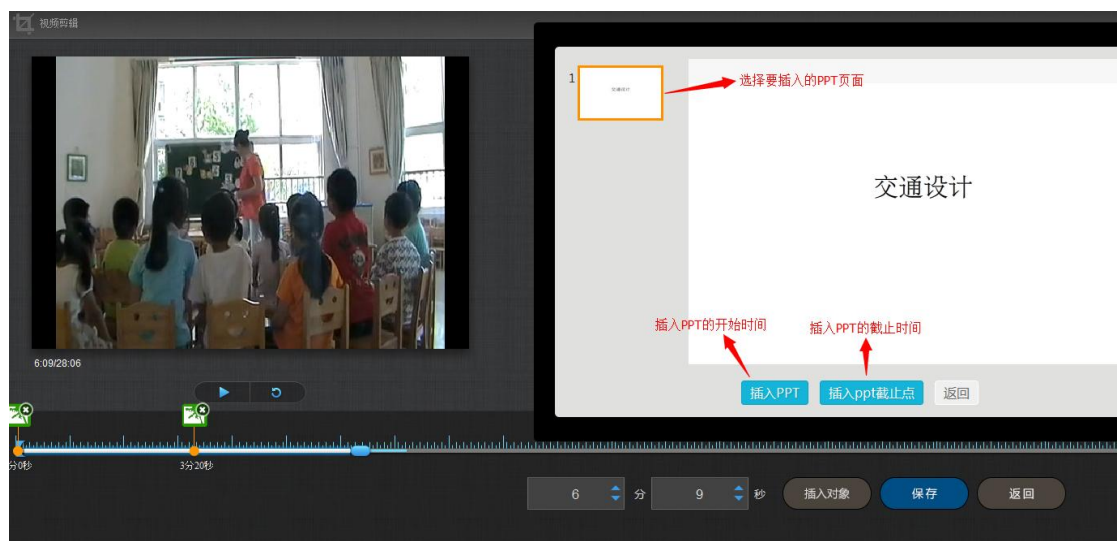 视频剪辑
1
交通设计
选择要插入的PPT页面
交通设计
插入PPT的开始时间
插入PPT的截止时间
6:09/28:06
插入PPT
插入ppt截止点
返回
分0秒
3分20秒
6
分
9
秒
插入对象
保存
返回